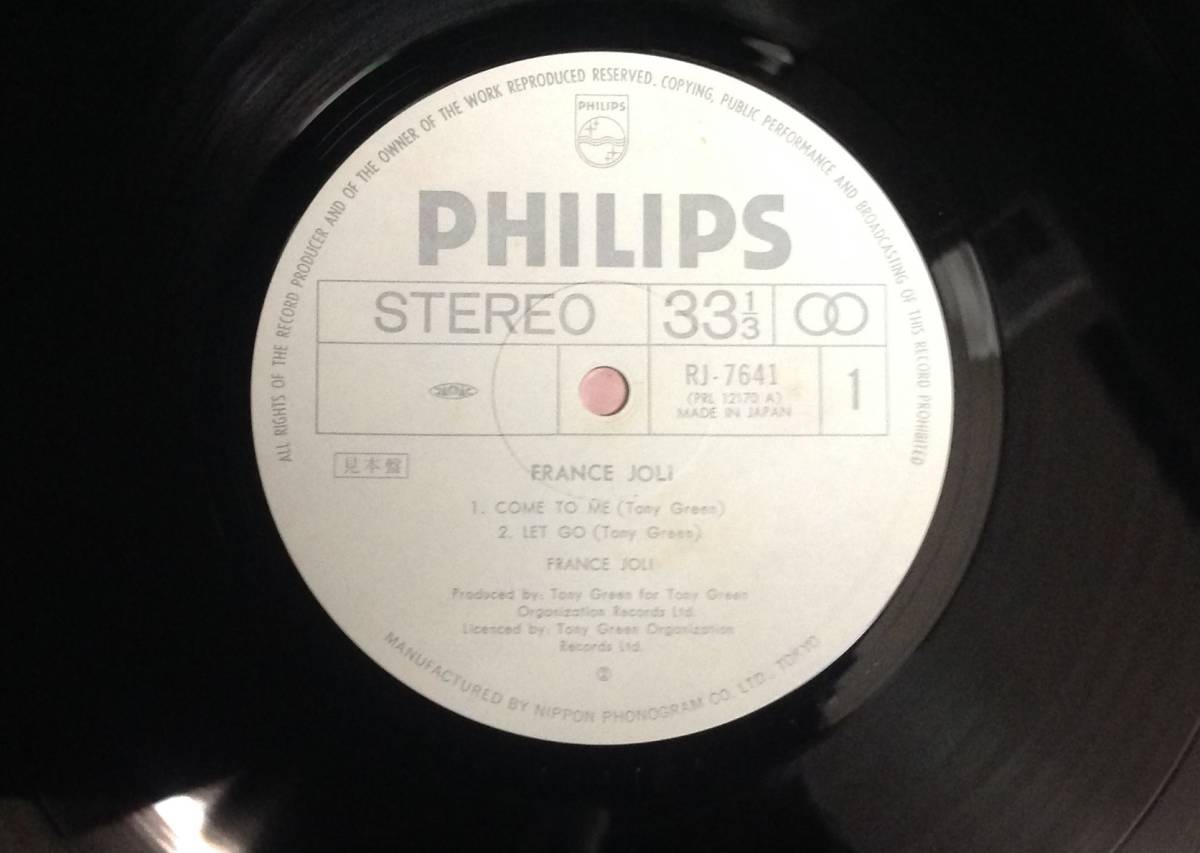 ALL RIGHTS OF THE RECORD PRODUCER AND OF THE OWNER OF THE WORK REPRODUCED RESERVED. COPYING, PUBLIC PERFORMANCE AND BROADCASTING OF THIS RECORD PROHIBITED
PHILIPS
PHILIPS
STEREO 33 1/3
RJ-7641
(PRL 12170 A)
MADE IN JAPAN
1
見本盤
FRANCE JOLI
1. COME TO ME (Tony Green)
2. LET GO (Tony Green)
FRANCE JOLI
Produced by: Tony Green for Tony Green
Organization Records Ltd.
Licenced by: Tony Green Organization
Records Ltd.
MANUFACTURED BY NIPPON PHONOGRAM CO. LTD., TOKYO